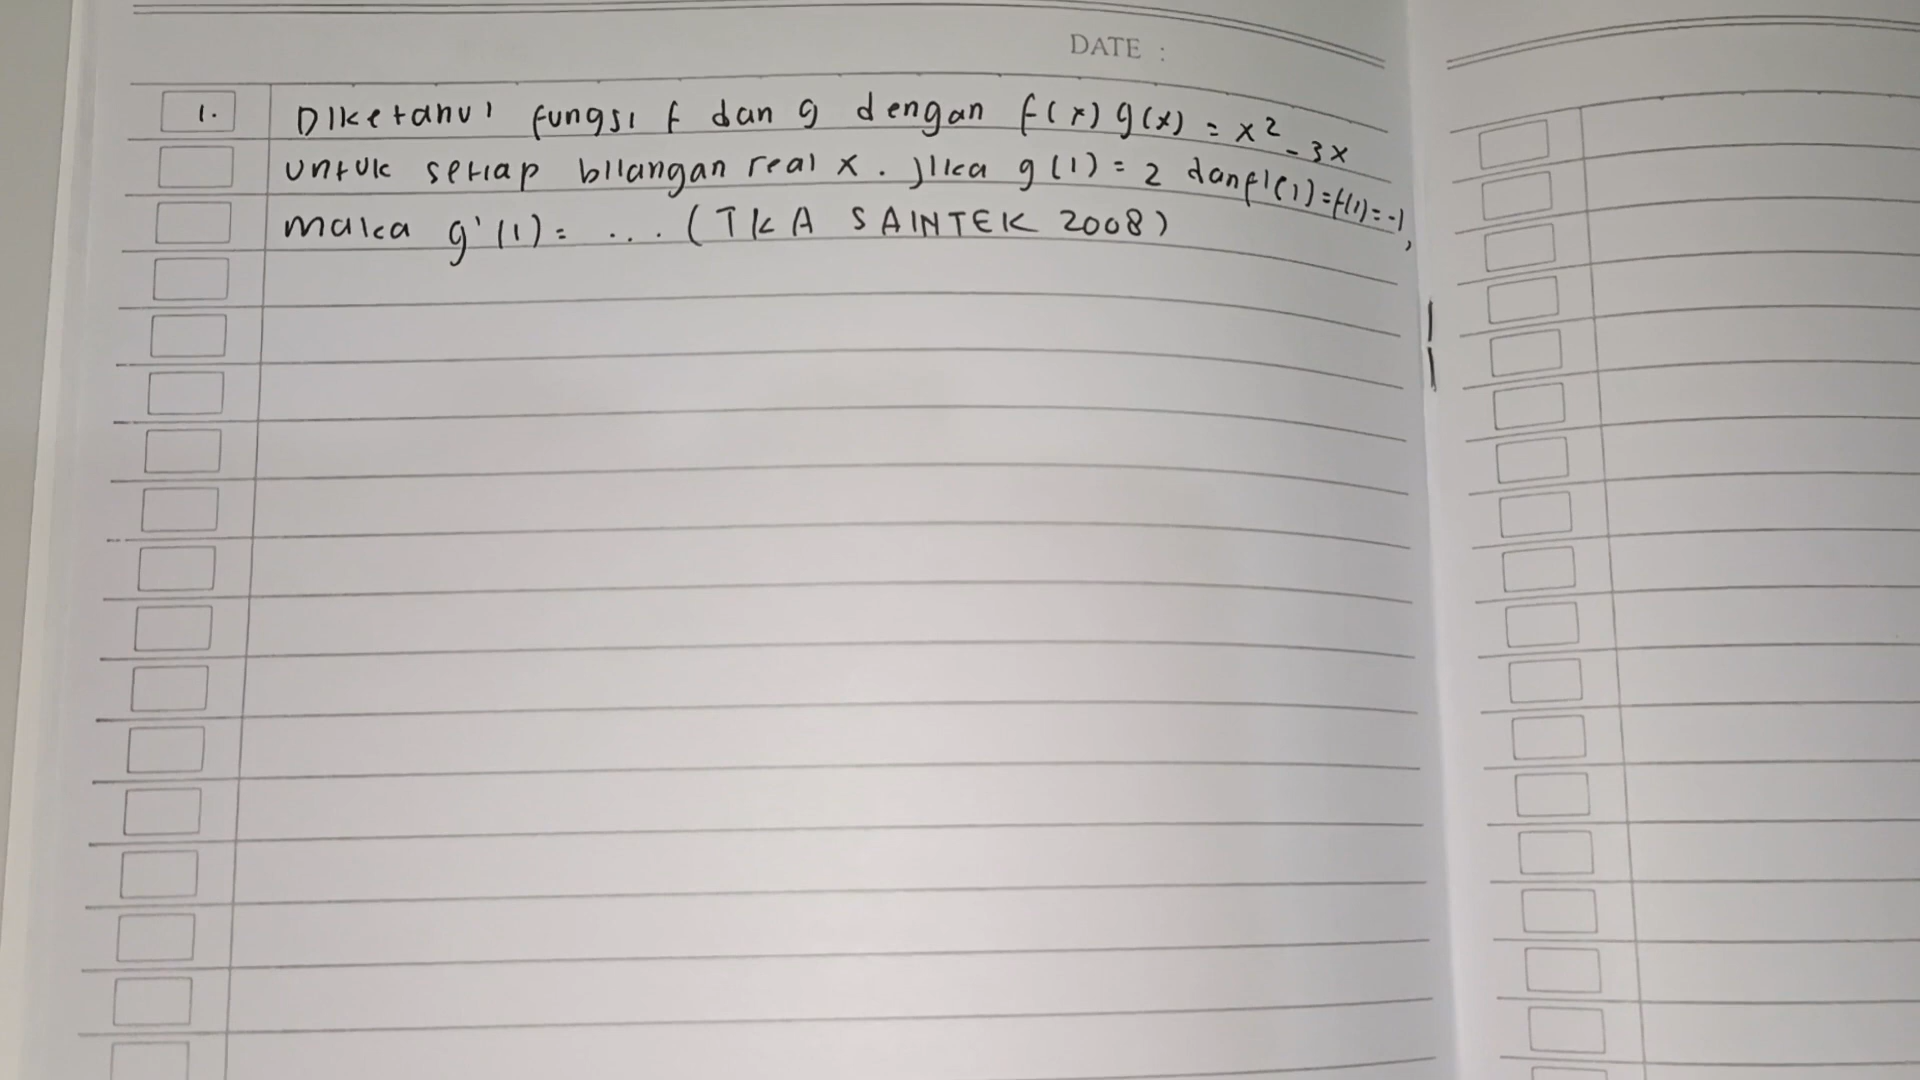 DATE :
1. Diketahui fungsi f dan g dengan f(x) g(x) = x² - 3x
untuk setiap bilangan real x. Jika g(1) = 2 dan f'(1) = f(1) = -1,
maka g'(1) = ... (TKA SAINTEK 2008)